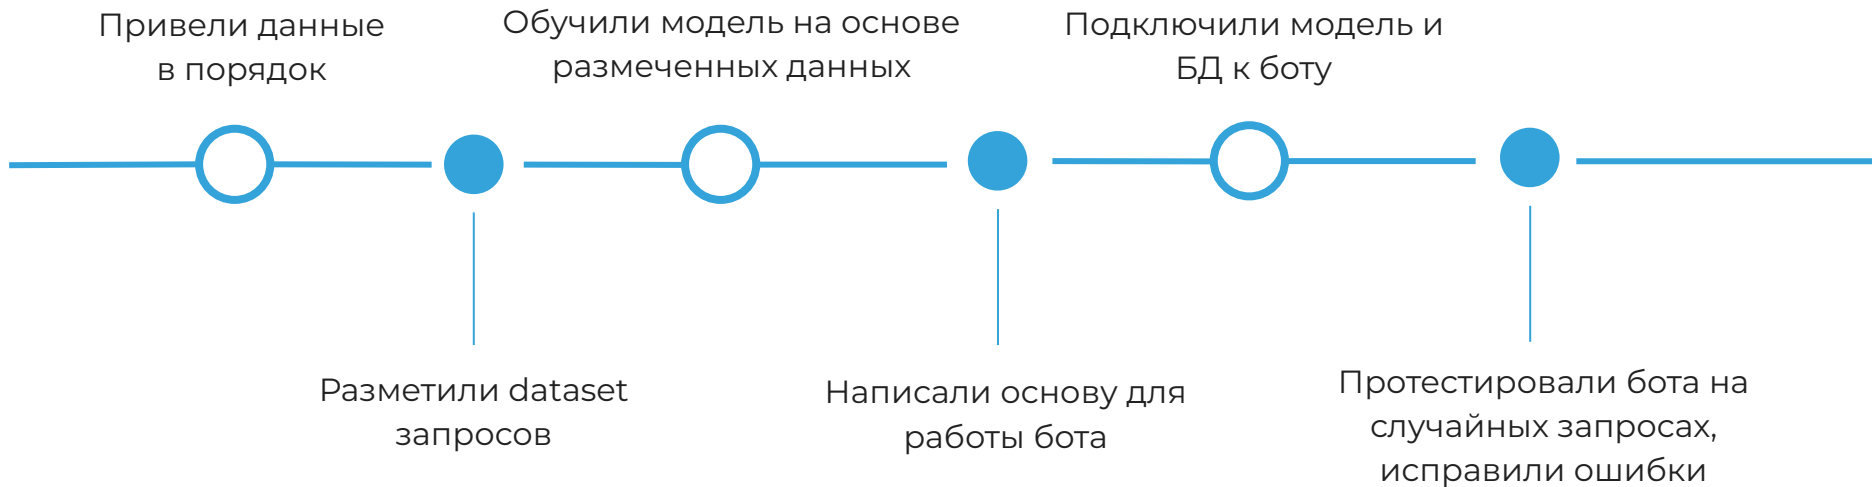 Привели данные
в порядок
Разметили dataset
запросов
Обучили модель на основе
размеченных данных
Написали основу для
работы бота
Подключили модель и
БД к боту
Протестировали бота на
случайных запросах,
исправили ошибки